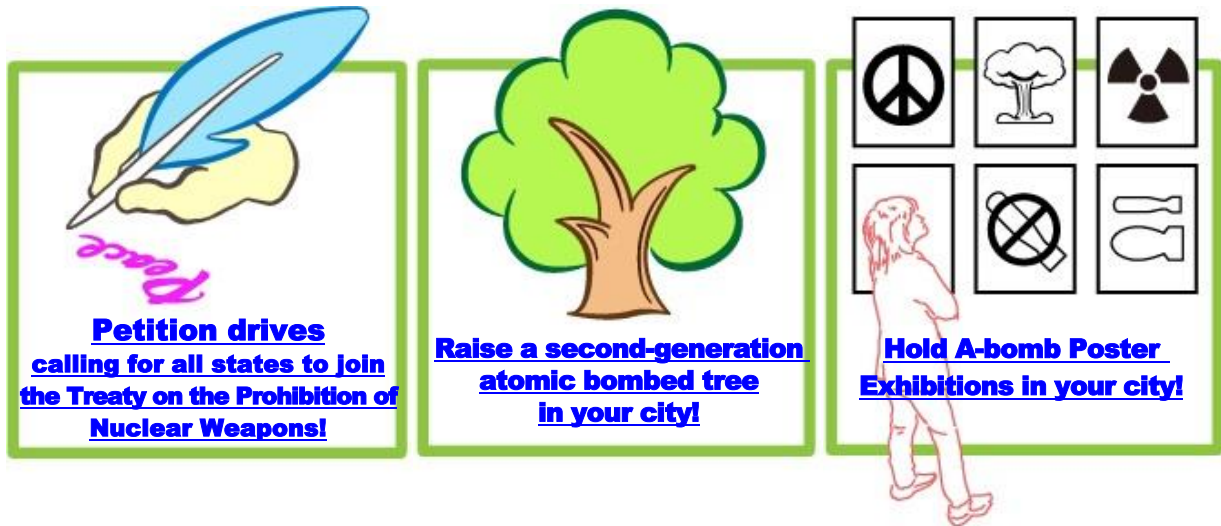 Peace
Petition drives
calling for all states to join
the Treaty on the Prohibition of
Nuclear Weapons!
Raise a second-generation
atomic bombed tree
in your city!
Hold A-bomb Poster
Exhibitions in your city!